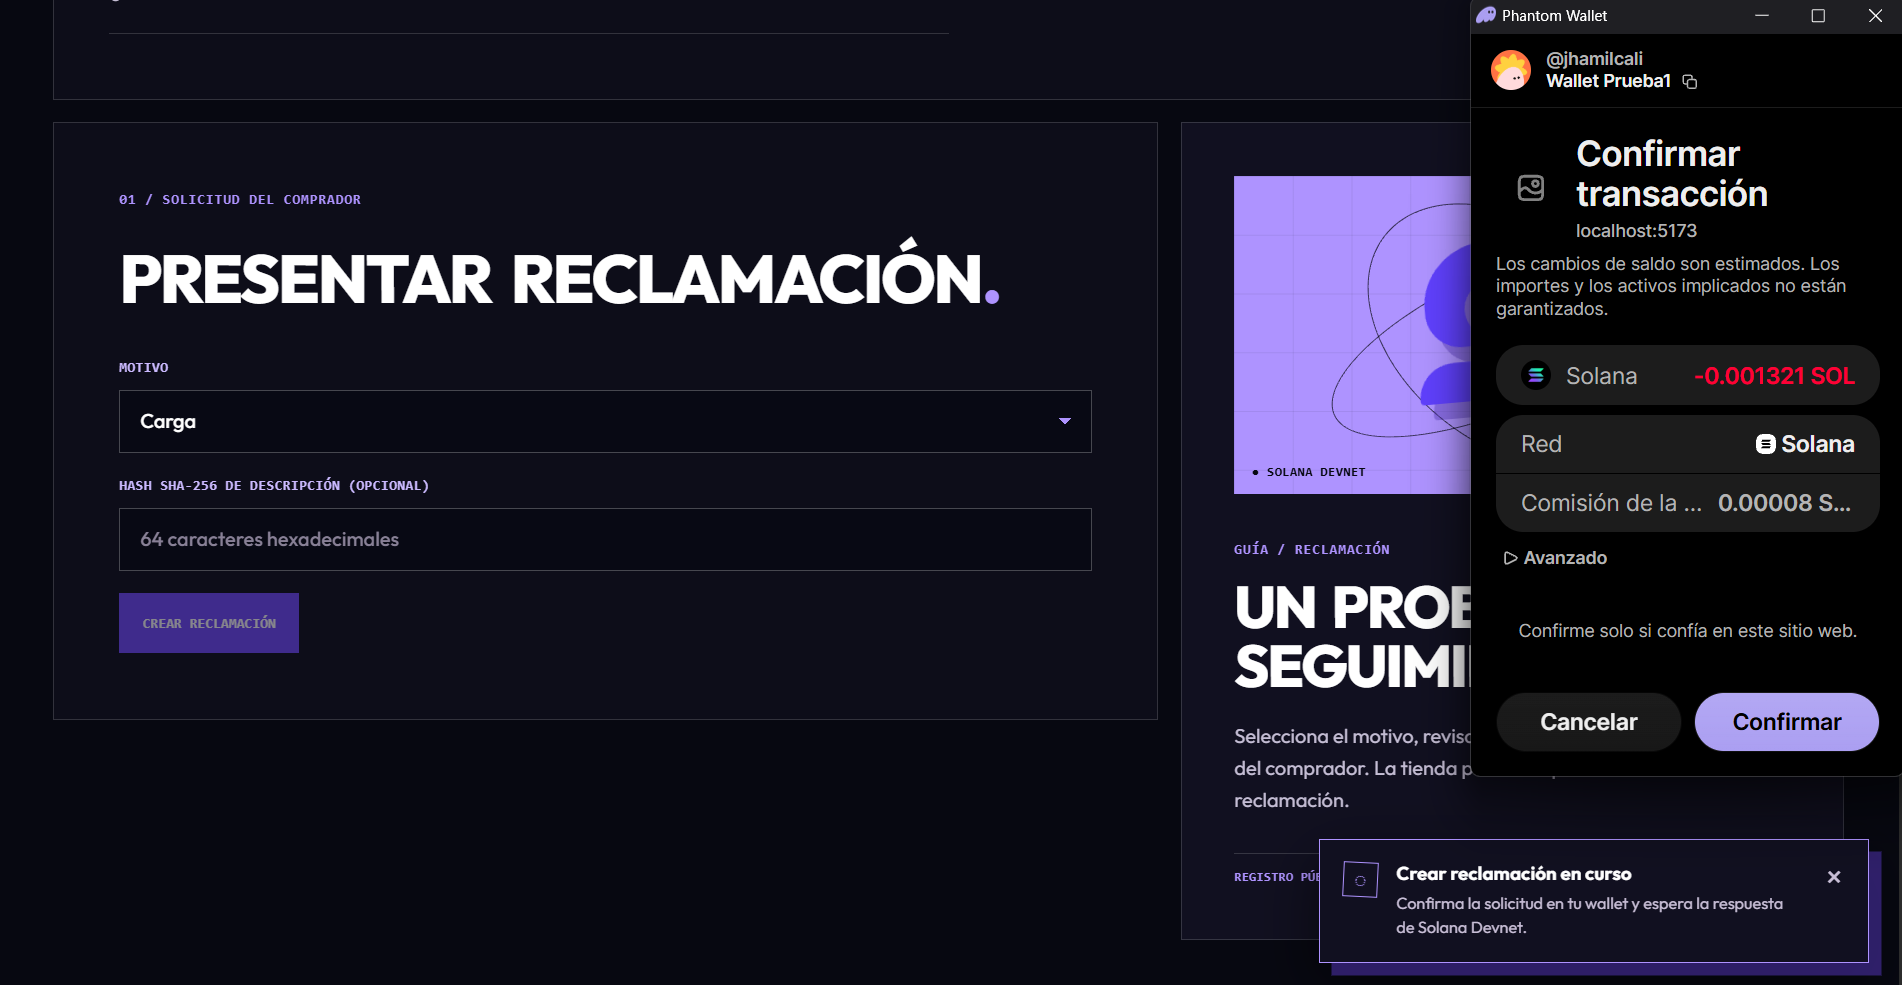 01 / SOLICITUD DEL COMPRADOR
PRESENTAR RECLAMACIÓN.
MOTIVO
Carga
HASH SHA-256 DE DESCRIPCIÓN (OPCIONAL)
64 caracteres hexadecimales
CREAR RECLAMACIÓN
SOLANA DEVNET
GUÍA / RECLAMACIÓN
UN PROB
SEGUIMI
Selecciona el motivo, revisa
del comprador. La tienda p
reclamación.
REGISTRO PÚB
Phantom Wallet
@jhamilcali
Wallet Prueba1
Confirmar
transacción
localhost:5173
Los cambios de saldo son estimados. Los
importes y los activos implicados no están
garantizados.
Solana -0.001321 SOL
Red Solana
Comisión de la ... 0.00008 S...
Avanzado
Confirme solo si confía en este sitio web.
Cancelar Confirmar
Crear reclamación en curso
Confirma la solicitud en tu wallet y espera la respuesta
de Solana Devnet.